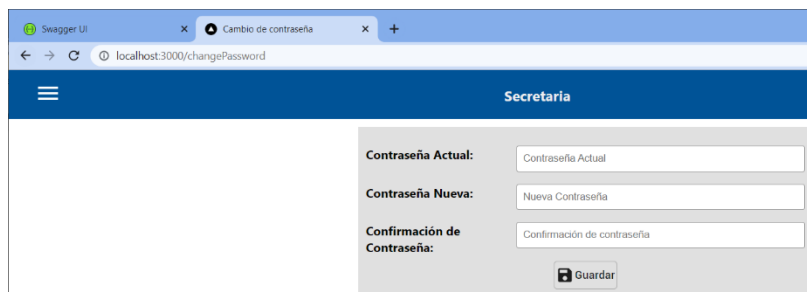 Swagger UI
Cambio de contraseña
localhost:3000/changePassword
Secretaria
Contraseña Actual:
Contraseña Actual
Contraseña Nueva:
Nueva Contraseña
Confirmación de
Contraseña:
Confirmación de contraseña
Guardar